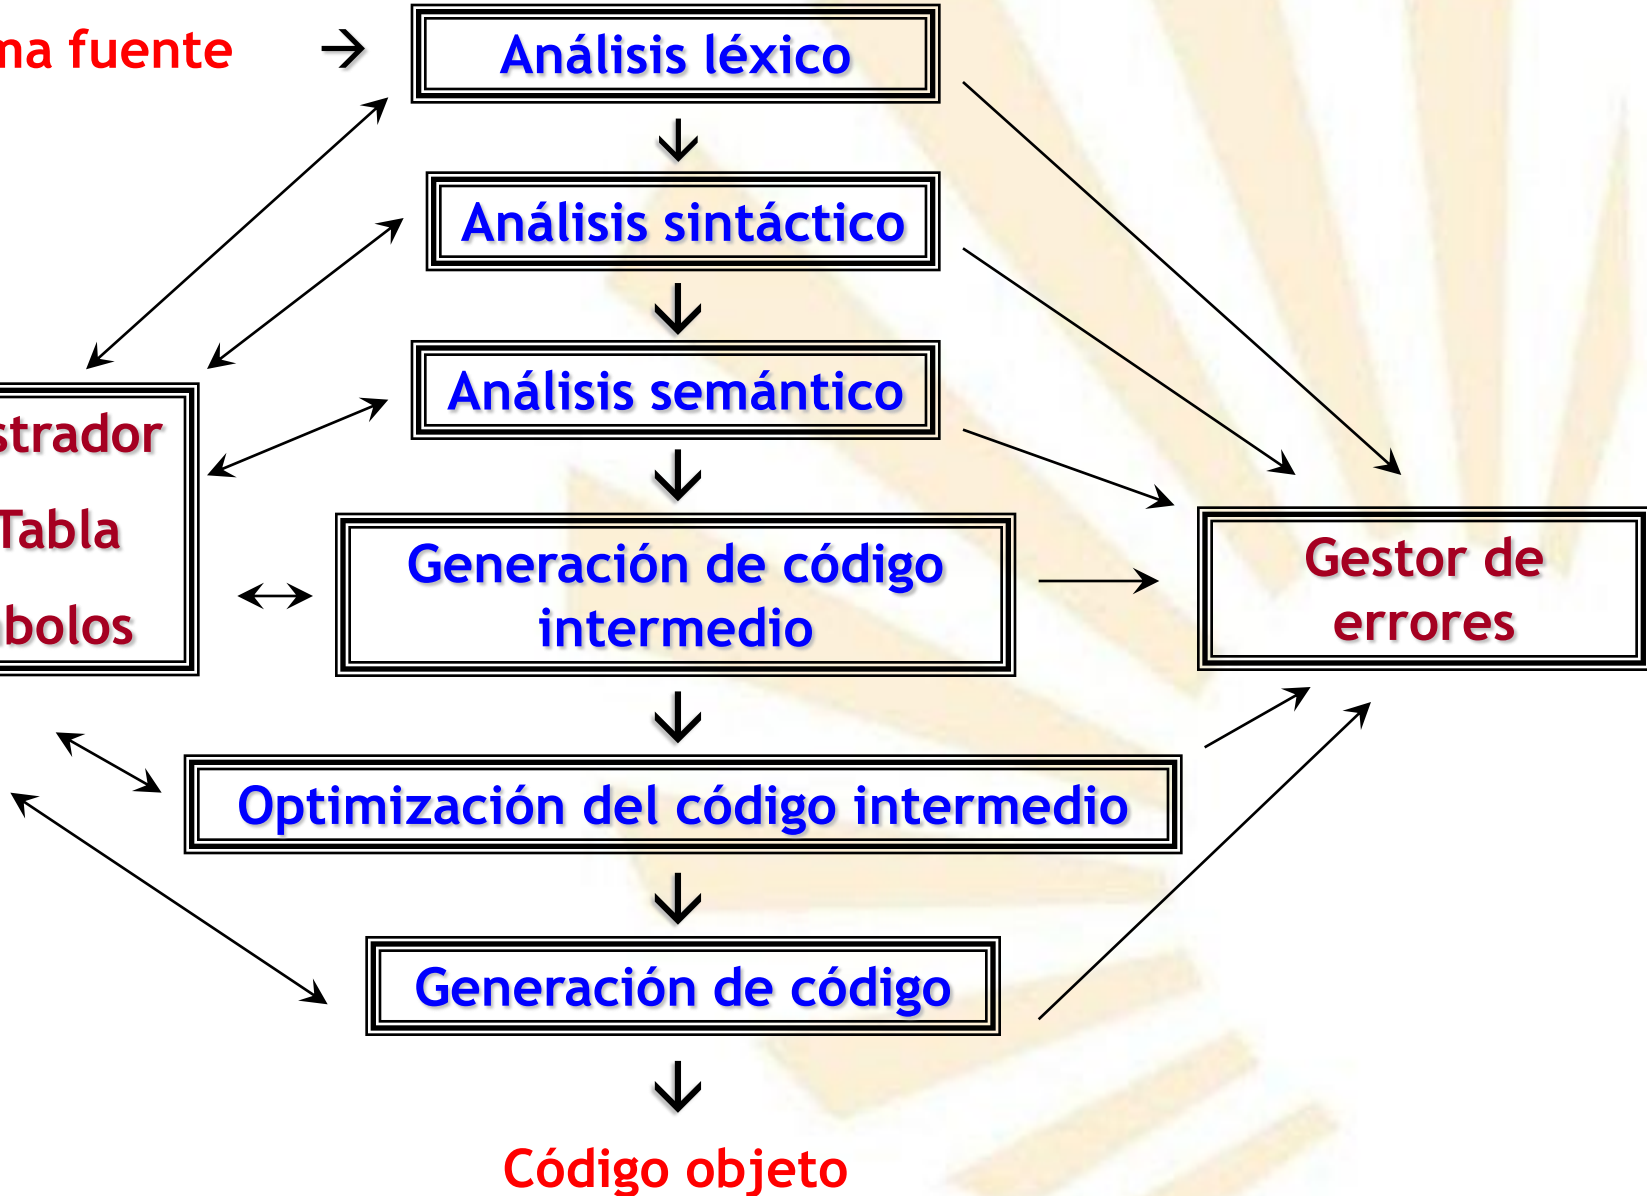 ma fuente → Análisis léxico
Análisis sintáctico
Análisis semántico
strador
Tabla
bolos
Generación de código
intermedio
Gestor de
errores
Optimización del código intermedio
Generación de código
Código objeto